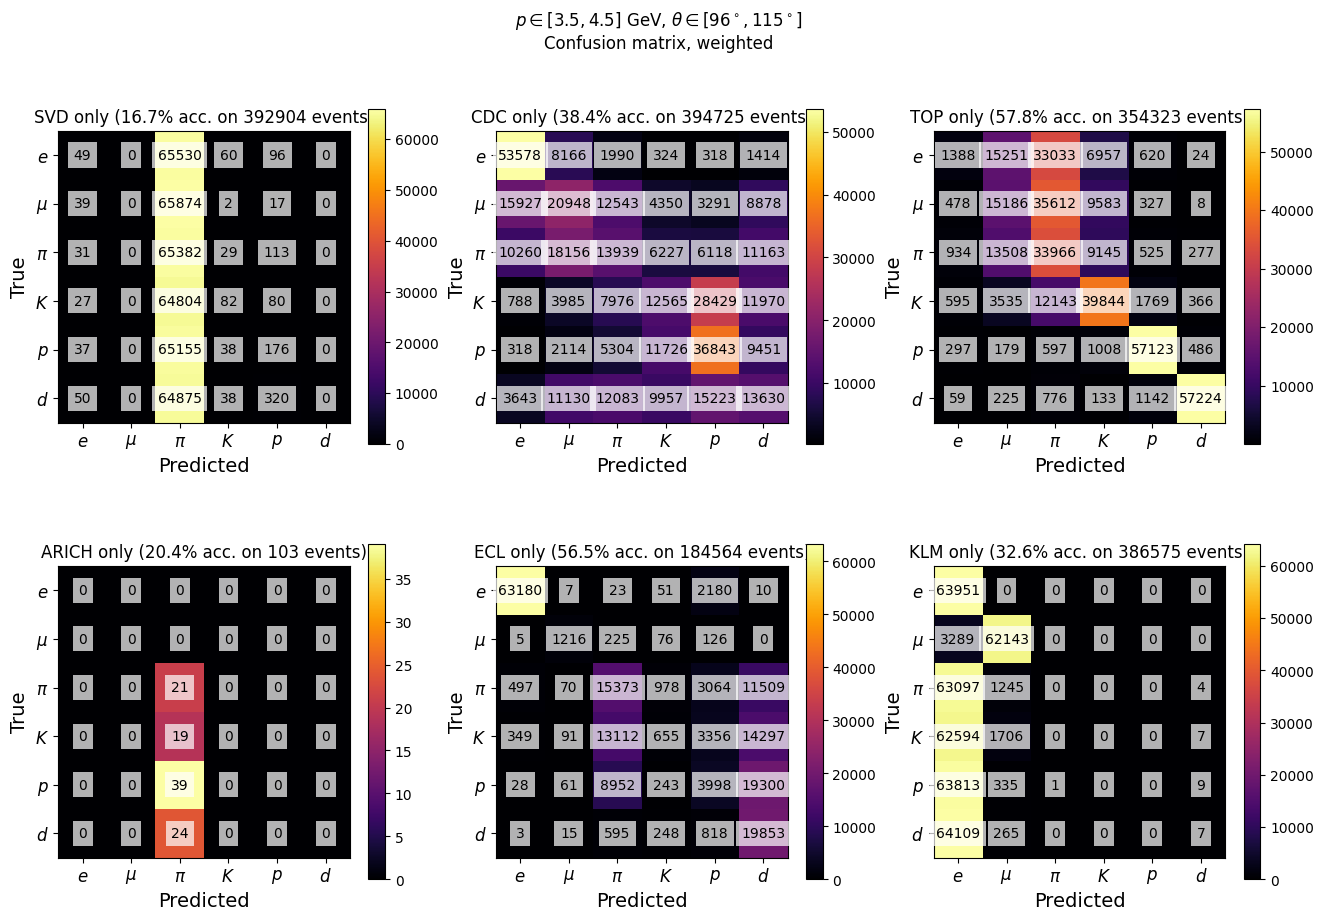 p ∈ [3.5, 4.5] GeV, θ ∈ [96°, 115°]
Confusion matrix, weighted
SVD only (16.7% acc. on 392904 events
True
e 49 0 65530 60 96 0
μ 39 0 65874 2 17 0
π 31 0 65382 29 113 0
K 27 0 64804 82 80 0
p 37 0 65155 38 176 0
d 50 0 64875 38 320 0
e μ π K p d
Predicted
60000
50000
40000
30000
20000
10000
0
CDC only (38.4% acc. on 394725 events
True
e 53578 8166 1990 324 318 1414
μ 15927 20948 12543 4350 3291 8878
π 10260 18156 13939 6227 6118 11163
K 788 3985 7976 12565 28429 11970
p 318 2114 5304 11726 36843 9451
d 3643 11130 12083 9957 15223 13630
e μ π K p d
Predicted
50000
40000
30000
20000
10000
TOP only (57.8% acc. on 354323 events
True
e 1388 15251 33033 6957 620 24
μ 478 15186 35612 9583 327 8
π 934 13508 33966 9145 525 277
K 595 3535 12143 39844 1769 366
p 297 179 597 1008 57123 486
d 59 225 776 133 1142 57224
e μ π K p d
Predicted
50000
40000
30000
20000
10000
ARICH only (20.4% acc. on 103 events)
True
e 0 0 0 0 0 0
μ 0 0 0 0 0 0
π 0 0 21 0 0 0
K 0 0 19 0 0 0
p 0 0 39 0 0 0
d 0 0 24 0 0 0
e μ π K p d
Predicted
35
30
25
20
15
10
5
0
ECL only (56.5% acc. on 184564 events
True
e 63180 7 23 51 2180 10
μ 5 1216 225 76 126 0
π 497 70 15373 978 3064 11509
K 349 91 13112 655 3356 14297
p 28 61 8952 243 3998 19300
d 3 15 595 248 818 19853
e μ π K p d
Predicted
60000
50000
40000
30000
20000
10000
0
KLM only (32.6% acc. on 386575 events
True
e 63951 0 0 0 0 0
μ 3289 62143 0 0 0 0
π 63097 1245 0 0 0 4
K 62594 1706 0 0 0 7
p 63813 335 1 0 0 9
d 64109 265 0 0 0 7
e μ π K p d
Predicted
60000
50000
40000
30000
20000
10000
0